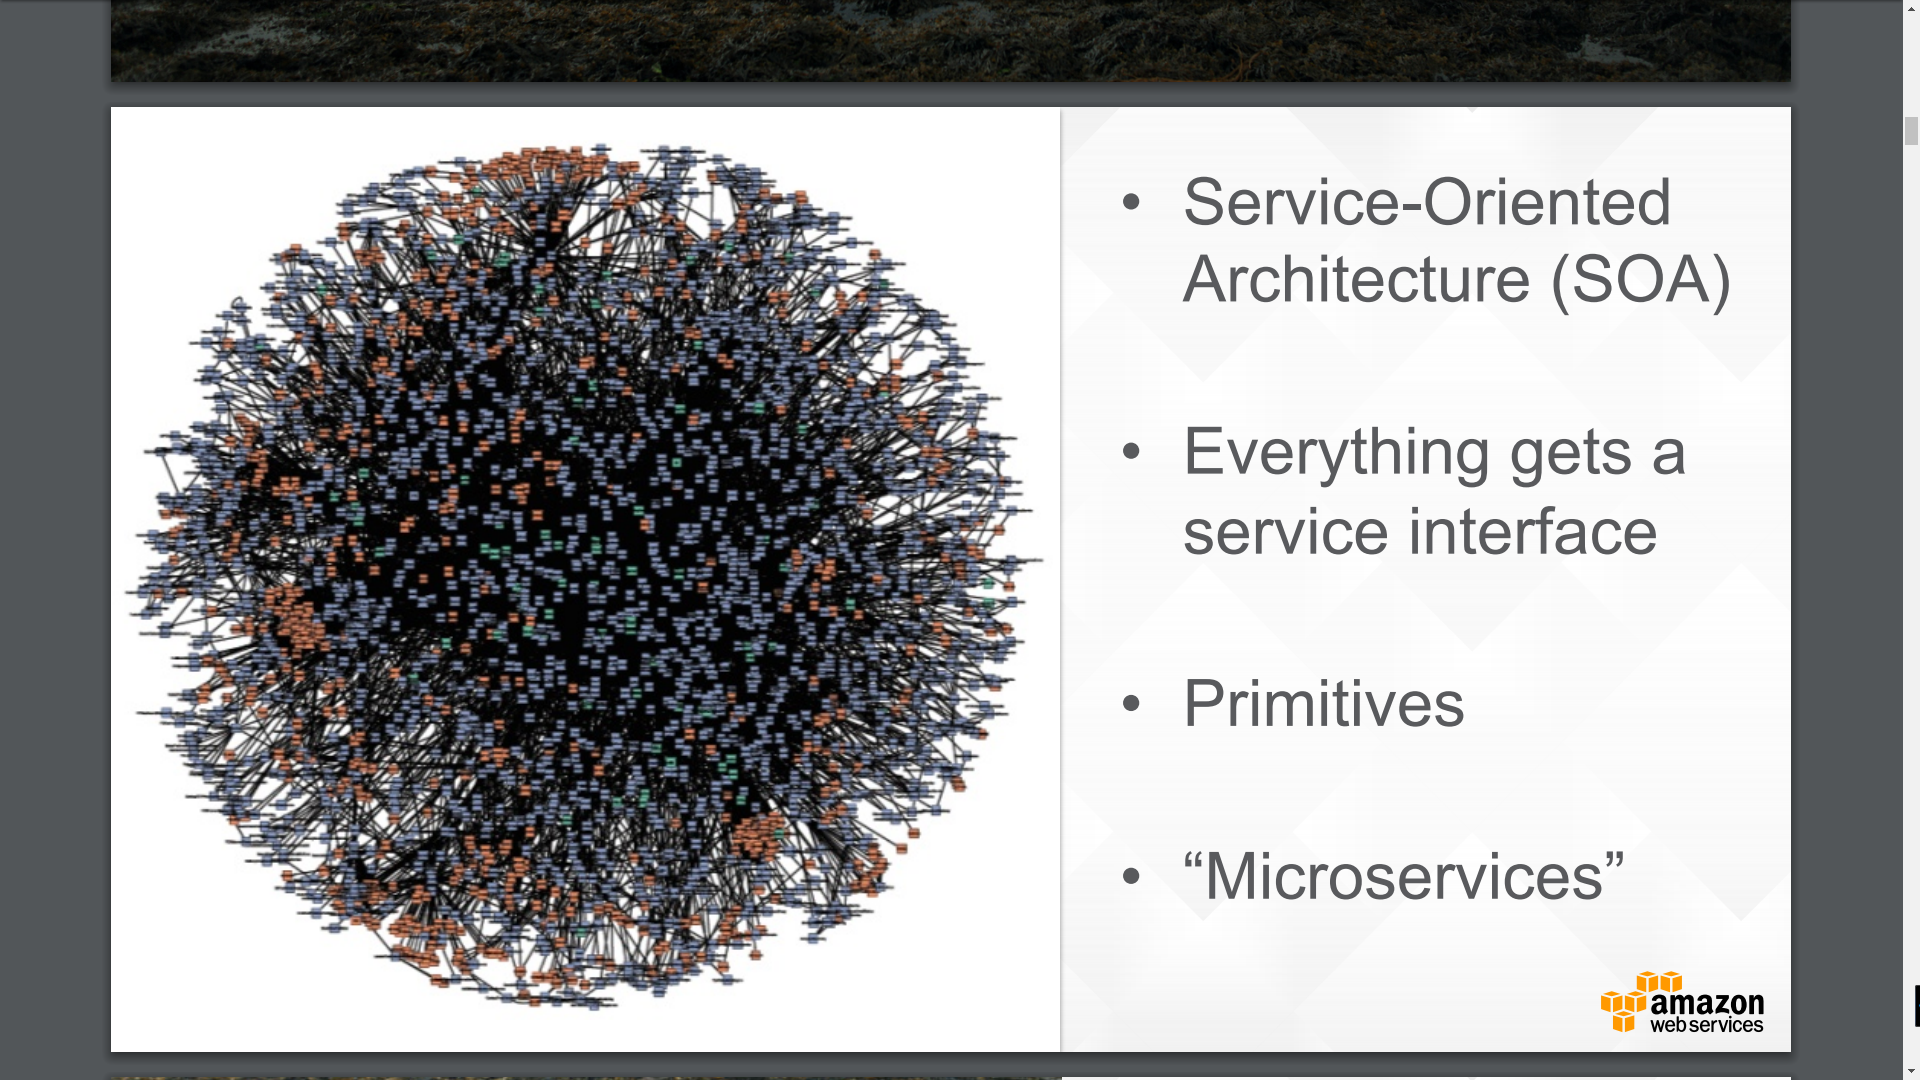 • Service-Oriented
Architecture (SOA)
• Everything gets a
service interface
• Primitives
• “Microservices”
amazon
web services